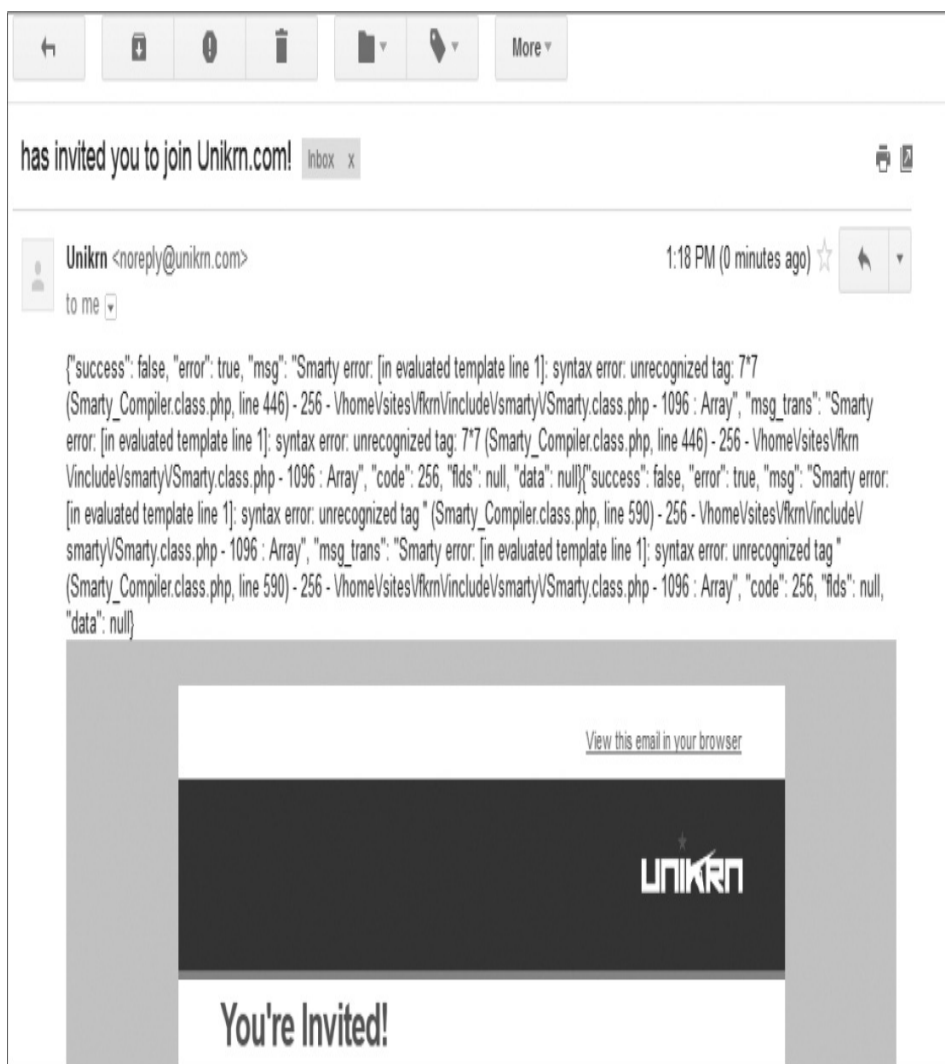 More
has invited you to join Unikrn.com! Inbox x
Unikrn <noreply@unikrn.com> 1:18 PM (0 minutes ago)
to me
{"success": false, "error": true, "msg": "Smarty error: [in evaluated template line 1]: syntax error: unrecognized tag: 7*7
(Smarty_Compiler.class.php, line 446) - 256 - \/home\/sites\/fkrn\/include\/smarty\/Smarty.class.php - 1096 : Array", "msg_trans": "Smarty
error: [in evaluated template line 1]: syntax error: unrecognized tag: 7*7 (Smarty_Compiler.class.php, line 446) - 256 - \/home\/sites\/fkrn
\/include\/smarty\/Smarty.class.php - 1096 : Array", "code": 256, "flds": null, "data": null}{"success": false, "error": true, "msg": "Smarty error:
[in evaluated template line 1]: syntax error: unrecognized tag '' (Smarty_Compiler.class.php, line 590) - 256 - \/home\/sites\/fkrn\/include\/
smarty\/Smarty.class.php - 1096 : Array", "msg_trans": "Smarty error: [in evaluated template line 1]: syntax error: unrecognized tag ''
(Smarty_Compiler.class.php, line 590) - 256 - \/home\/sites\/fkrn\/include\/smarty\/Smarty.class.php - 1096 : Array", "code": 256, "flds": null,
"data": null}
View this email in your browser
UNIKRN
You're Invited!